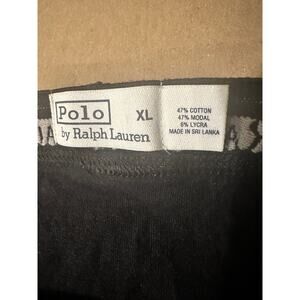 Polo XL
by Ralph Lauren
47% COTTON
47% MODAL
6% LYCRA
MADE IN SRI LANKA